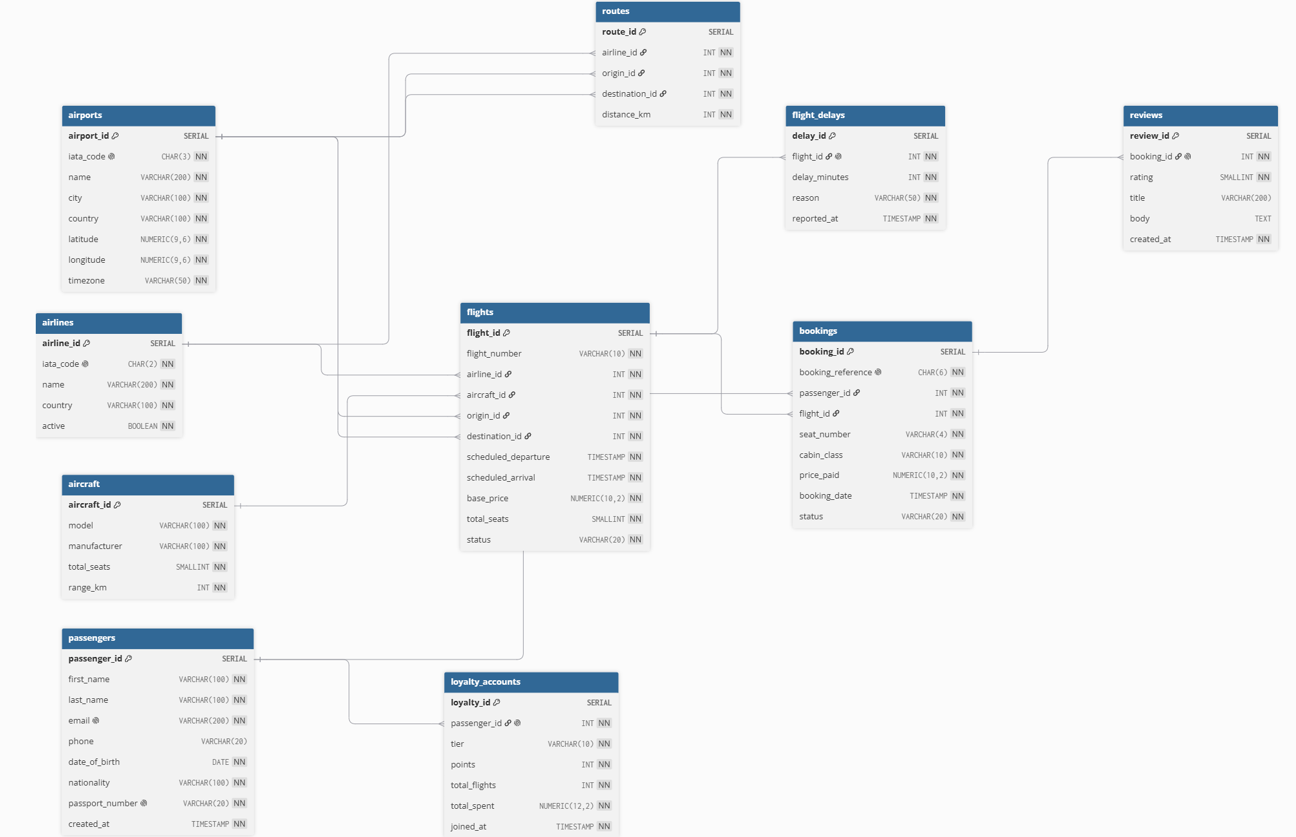 routes
route_id SERIAL
airline_id INT NN
origin_id INT NN
destination_id INT NN
distance_km INT NN
airports
airport_id SERIAL
iata_code CHAR(3) NN
name VARCHAR(200) NN
city VARCHAR(100) NN
country VARCHAR(100) NN
latitude NUMERIC(9,6) NN
longitude NUMERIC(9,6) NN
timezone VARCHAR(50) NN
flight_delays
delay_id SERIAL
flight_id INT NN
delay_minutes INT NN
reason VARCHAR(50) NN
reported_at TIMESTAMP NN
reviews
review_id SERIAL
booking_id INT NN
rating SMALLINT NN
title VARCHAR(200)
body TEXT
created_at TIMESTAMP NN
airlines
airline_id SERIAL
iata_code CHAR(2) NN
name VARCHAR(200) NN
country VARCHAR(100) NN
active BOOLEAN NN
flights
flight_id SERIAL
flight_number VARCHAR(10) NN
airline_id INT NN
aircraft_id INT NN
origin_id INT NN
destination_id INT NN
scheduled_departure TIMESTAMP NN
scheduled_arrival TIMESTAMP NN
base_price NUMERIC(10,2) NN
total_seats SMALLINT NN
status VARCHAR(20) NN
bookings
booking_id SERIAL
booking_reference CHAR(6) NN
passenger_id INT NN
flight_id INT NN
seat_number VARCHAR(4) NN
cabin_class VARCHAR(10) NN
price_paid NUMERIC(10,2) NN
booking_date TIMESTAMP NN
status VARCHAR(20) NN
aircraft
aircraft_id SERIAL
model VARCHAR(100) NN
manufacturer VARCHAR(100) NN
total_seats SMALLINT NN
range_km INT NN
passengers
passenger_id SERIAL
first_name VARCHAR(100) NN
last_name VARCHAR(100) NN
email VARCHAR(200) NN
phone VARCHAR(20)
date_of_birth DATE NN
nationality VARCHAR(100) NN
passport_number VARCHAR(20) NN
created_at TIMESTAMP NN
loyalty_accounts
loyalty_id SERIAL
passenger_id INT NN
tier VARCHAR(10) NN
points INT NN
total_flights INT NN
total_spent NUMERIC(12,2) NN
joined_at TIMESTAMP NN